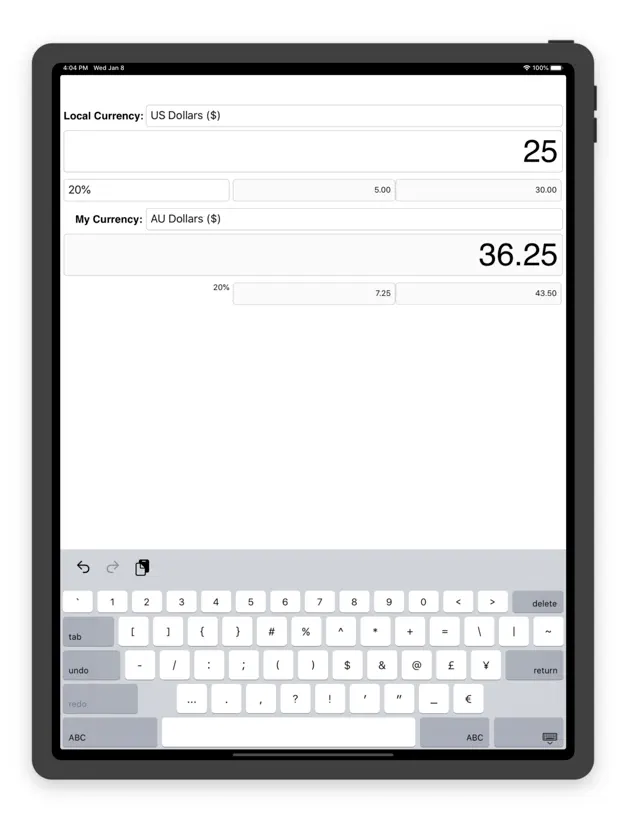 4:04 PM Wed Jan 8 100%
Local Currency: US Dollars ($)
25
20% 5.00 30.00
My Currency: AU Dollars ($)
36.25
20% 7.25 43.50
` 1 2 3 4 5 6 7 8 9 0 < > delete
tab [ ] { } # % ^ * + = \ | ~
undo - / : ; ( ) $ & @ £ ¥ return
redo ... . , ? ! ' " _ €
ABC ABC